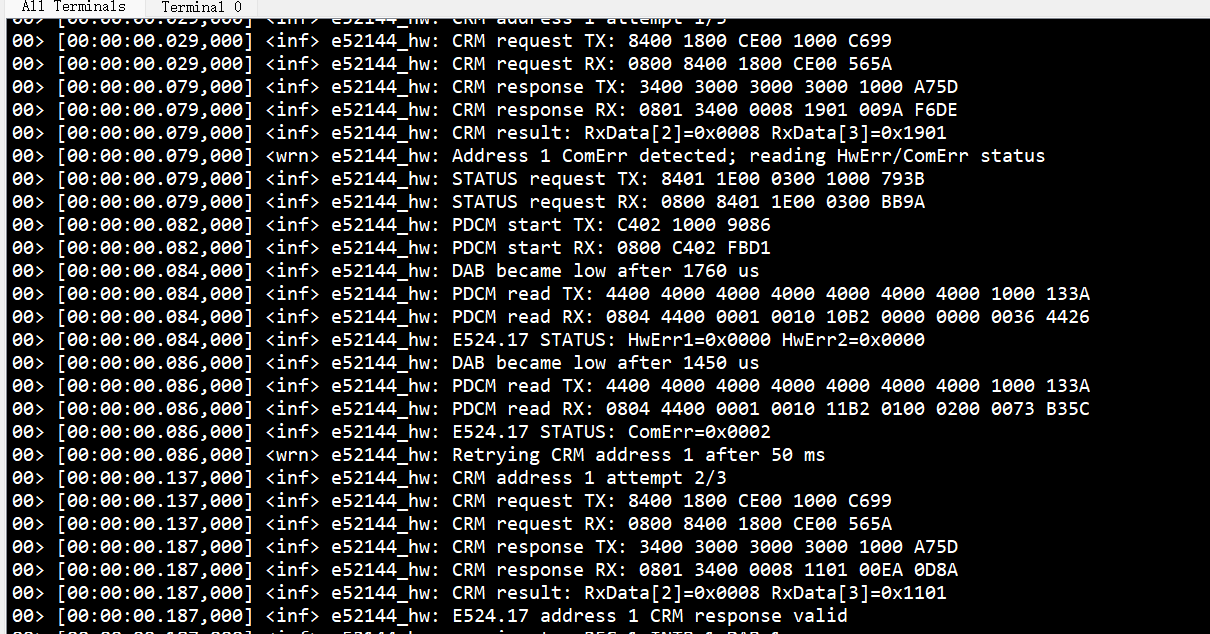 All Terminals Terminal 0
00> [00:00:00.029,000] <inf> e52144_hw: CRM address 1 attempt 1/3
00> [00:00:00.029,000] <inf> e52144_hw: CRM request TX: 8400 1800 CE00 1000 C699
00> [00:00:00.029,000] <inf> e52144_hw: CRM request RX: 0800 8400 1800 CE00 565A
00> [00:00:00.079,000] <inf> e52144_hw: CRM response TX: 3400 3000 3000 3000 1000 A75D
00> [00:00:00.079,000] <inf> e52144_hw: CRM response RX: 0801 3400 0008 1901 009A F6DE
00> [00:00:00.079,000] <inf> e52144_hw: CRM result: RxData[2]=0x0008 RxData[3]=0x1901
00> [00:00:00.079,000] <wrn> e52144_hw: Address 1 ComErr detected; reading HwErr/ComErr status
00> [00:00:00.079,000] <inf> e52144_hw: STATUS request TX: 8401 1E00 0300 1000 793B
00> [00:00:00.079,000] <inf> e52144_hw: STATUS request RX: 0800 8401 1E00 0300 BB9A
00> [00:00:00.082,000] <inf> e52144_hw: PDCM start TX: C402 1000 9086
00> [00:00:00.082,000] <inf> e52144_hw: PDCM start RX: 0800 C402 FBD1
00> [00:00:00.084,000] <inf> e52144_hw: DAB became low after 1760 us
00> [00:00:00.084,000] <inf> e52144_hw: PDCM read TX: 4400 4000 4000 4000 4000 4000 4000 1000 133A
00> [00:00:00.084,000] <inf> e52144_hw: PDCM read RX: 0804 4400 0001 0010 10B2 0000 0000 0036 4426
00> [00:00:00.084,000] <inf> e52144_hw: E524.17 STATUS: HwErr1=0x0000 HwErr2=0x0000
00> [00:00:00.086,000] <inf> e52144_hw: DAB became low after 1450 us
00> [00:00:00.086,000] <inf> e52144_hw: PDCM read TX: 4400 4000 4000 4000 4000 4000 4000 1000 133A
00> [00:00:00.086,000] <inf> e52144_hw: PDCM read RX: 0804 4400 0001 0010 11B2 0100 0200 0073 B35C
00> [00:00:00.086,000] <inf> e52144_hw: E524.17 STATUS: ComErr=0x0002
00> [00:00:00.086,000] <wrn> e52144_hw: Retrying CRM address 1 after 50 ms
00> [00:00:00.137,000] <inf> e52144_hw: CRM address 1 attempt 2/3
00> [00:00:00.137,000] <inf> e52144_hw: CRM request TX: 8400 1800 CE00 1000 C699
00> [00:00:00.137,000] <inf> e52144_hw: CRM request RX: 0800 8400 1800 CE00 565A
00> [00:00:00.187,000] <inf> e52144_hw: CRM response TX: 3400 3000 3000 3000 1000 A75D
00> [00:00:00.187,000] <inf> e52144_hw: CRM response RX: 0801 3400 0008 1101 00EA 0D8A
00> [00:00:00.187,000] <inf> e52144_hw: CRM result: RxData[2]=0x0008 RxData[3]=0x1101
00> [00:00:00.187,000] <inf> e52144_hw: E524.17 address 1 CRM response valid